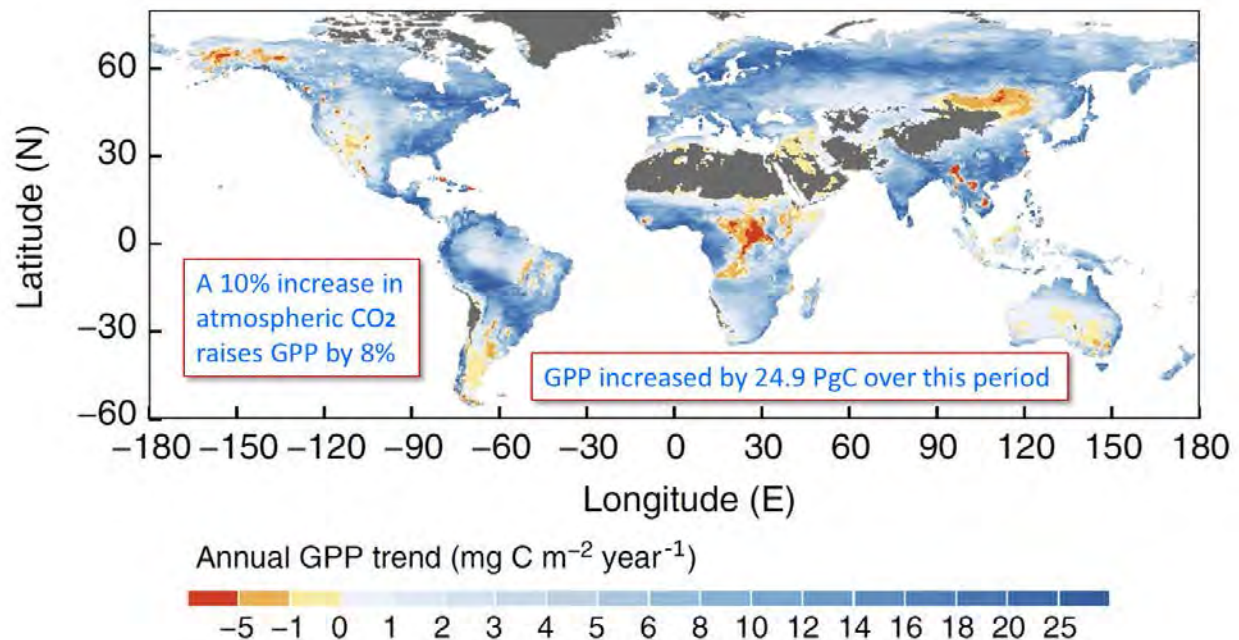 60
30
0
−30
−60
Latitude (N)
A 10% increase in
atmospheric CO2
raises GPP by 8%
GPP increased by 24.9 PgC over this period
−180 −150 −120 −90 −60 −30 0 30 60 90 120 150 180
Longitude (E)
Annual GPP trend (mg C m⁻² year⁻¹)
−5 −1 0 1 2 3 4 5 6 8 10 12 14 16 18 20 25